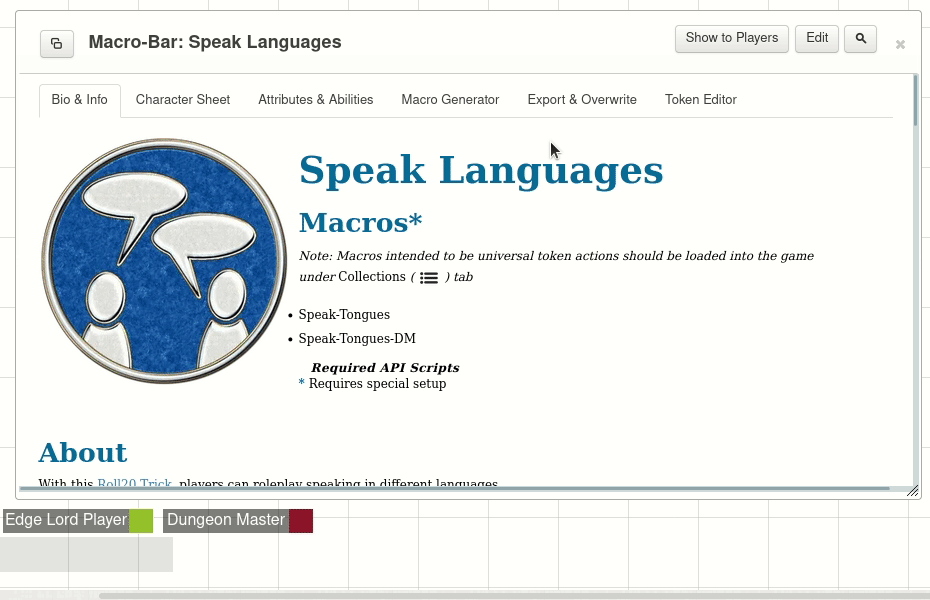 Macro-Bar: Speak Languages
Show to Players
Edit
Bio & Info
Character Sheet
Attributes & Abilities
Macro Generator
Export & Overwrite
Token Editor
Speak Languages
Macros*
Note: Macros intended to be universal token actions should be loaded into the game
under Collections ( ) tab
• Speak-Tongues
• Speak-Tongues-DM
Required API Scripts
* Requires special setup
About
With this Roll20 Trick, players can roleplay speaking in different languages
Edge Lord Player
Dungeon Master